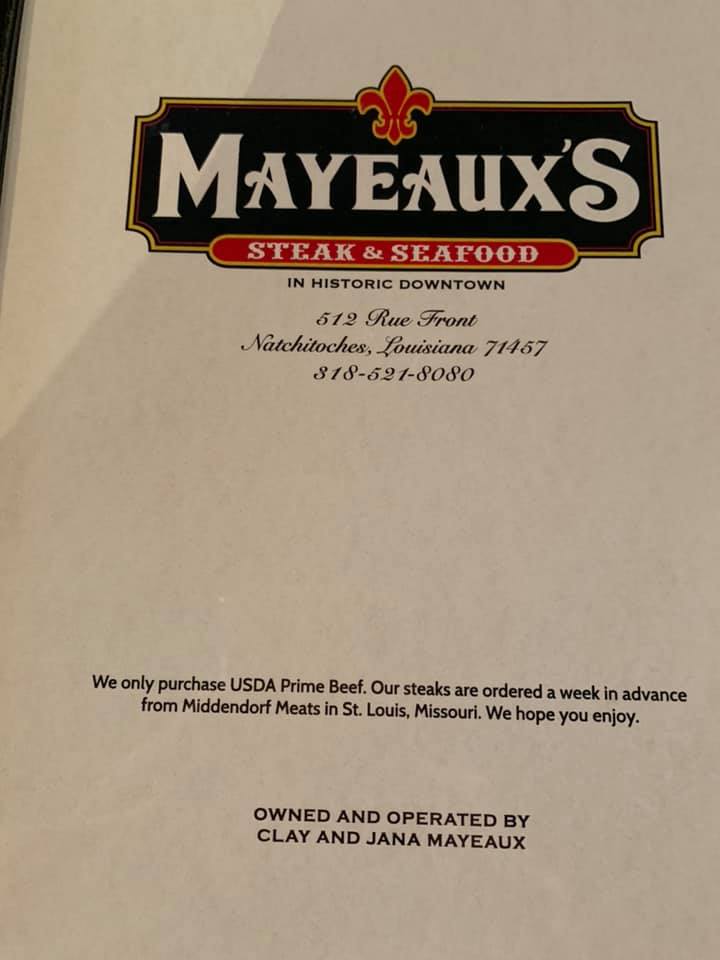 MAYEAUX'S
STEAK & SEAFOOD
IN HISTORIC DOWNTOWN
512 Rue Front
Natchitoches, Louisiana 71457
318-521-8080
We only purchase USDA Prime Beef. Our steaks are ordered a week in advance
from Middendorf Meats in St. Louis, Missouri. We hope you enjoy.
OWNED AND OPERATED BY
CLAY AND JANA MAYEAUX